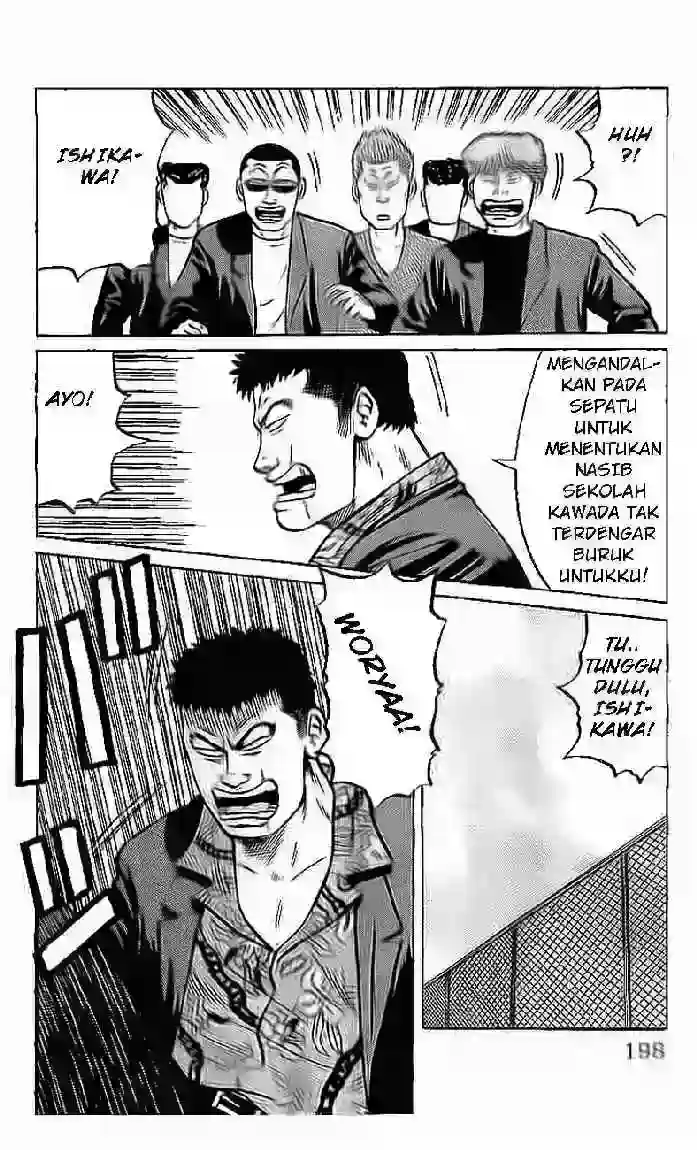 HUH
?!
ISHIKA-
WA!
MENGANDAL-
KAN PADA
SEPATU
UNTUK
MENENTUKAN
NASIB
SEKOLAH
KAWADA TAK
TERDENGAR
BURUK
UNTUKKU!
AYO!
TU..
TUNGGU
DULU,
ISHI-
KAWA!
WORYAA!
198